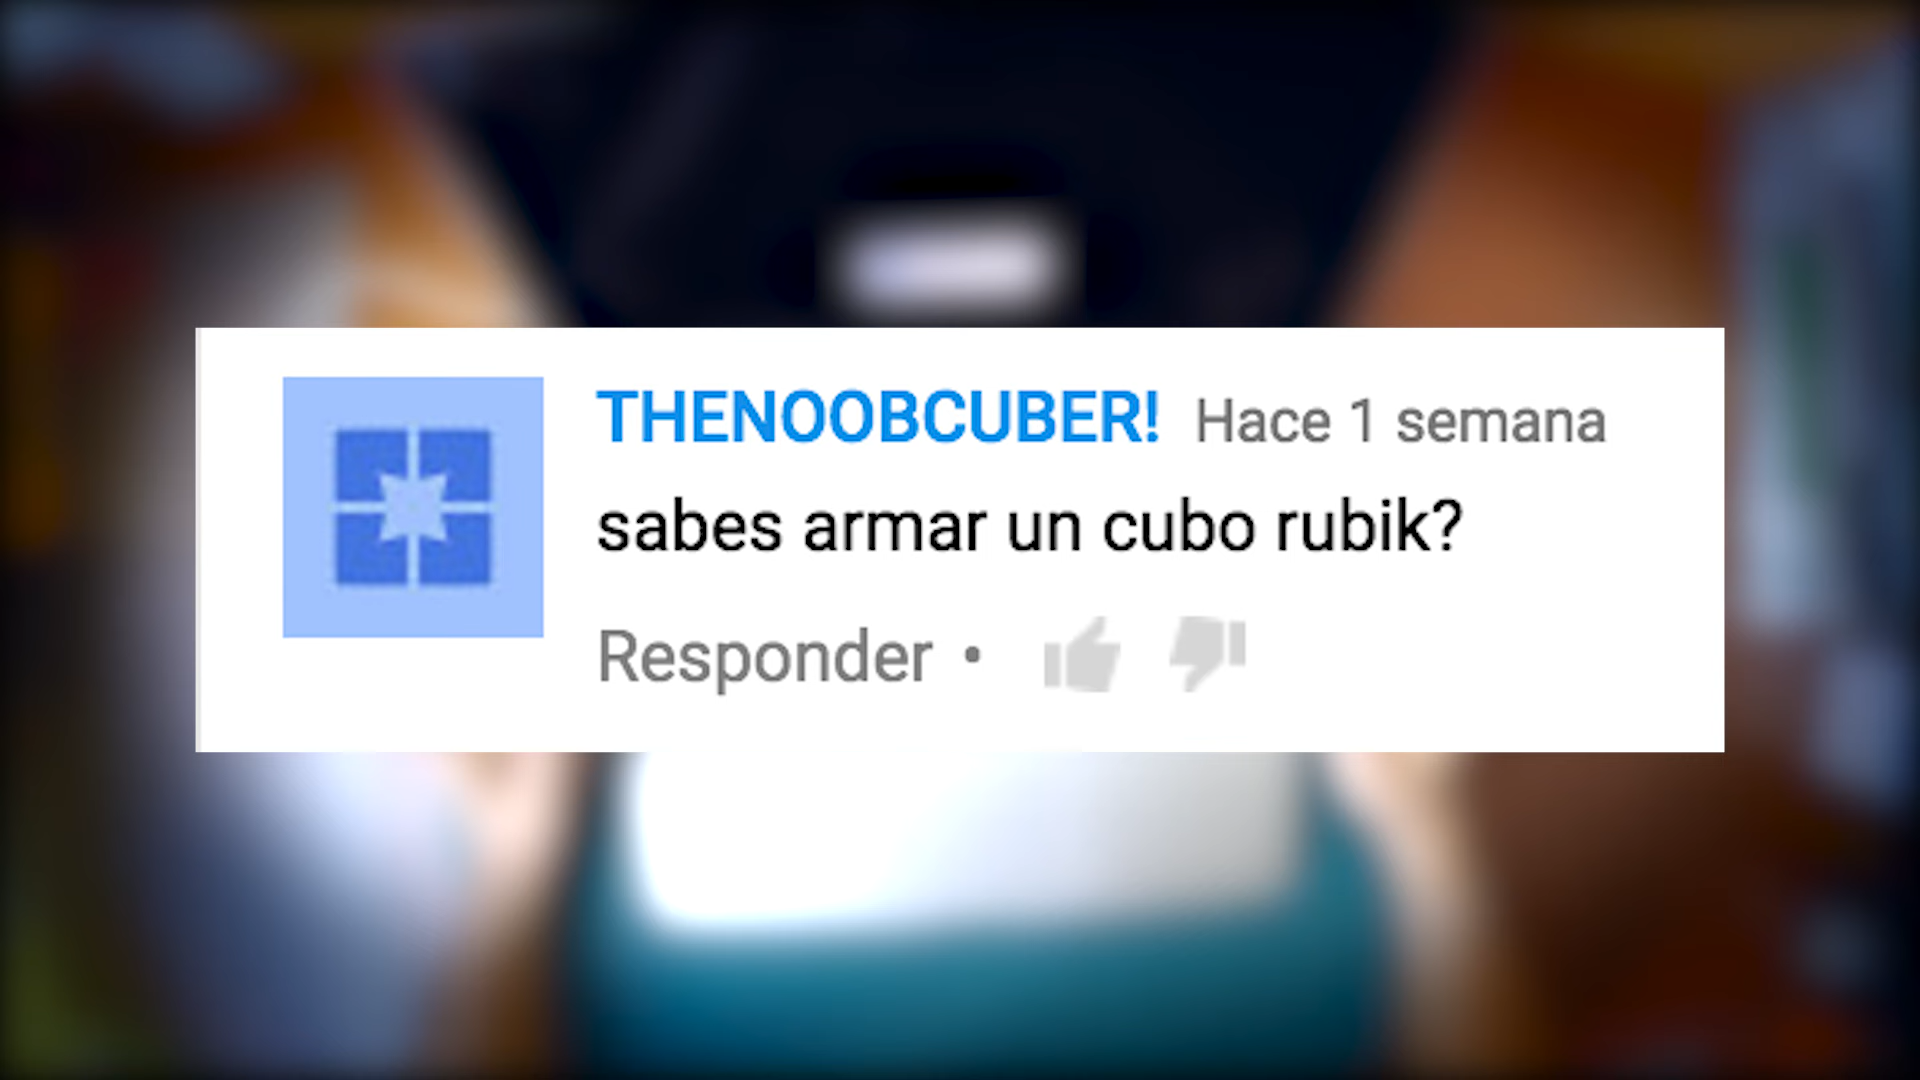 THENOOBCUBER! Hace 1 semana
sabes armar un cubo rubik?
Responder •